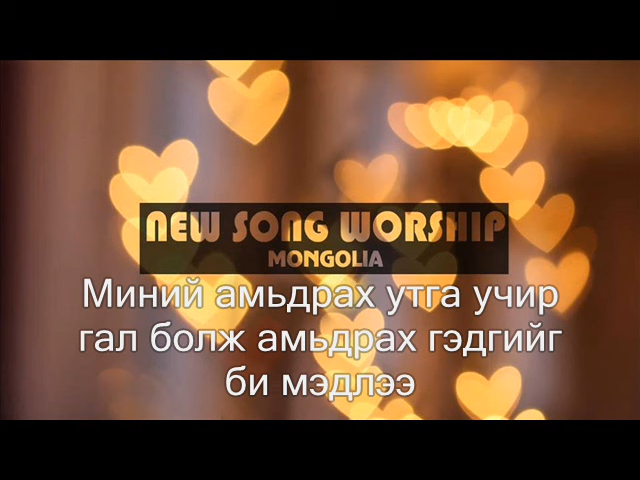 NEW SONG WORSHIP
MONGOLIA
Миний амьдрах утга учир
гал болж амьдрах гэдгийг
би мэдлээ